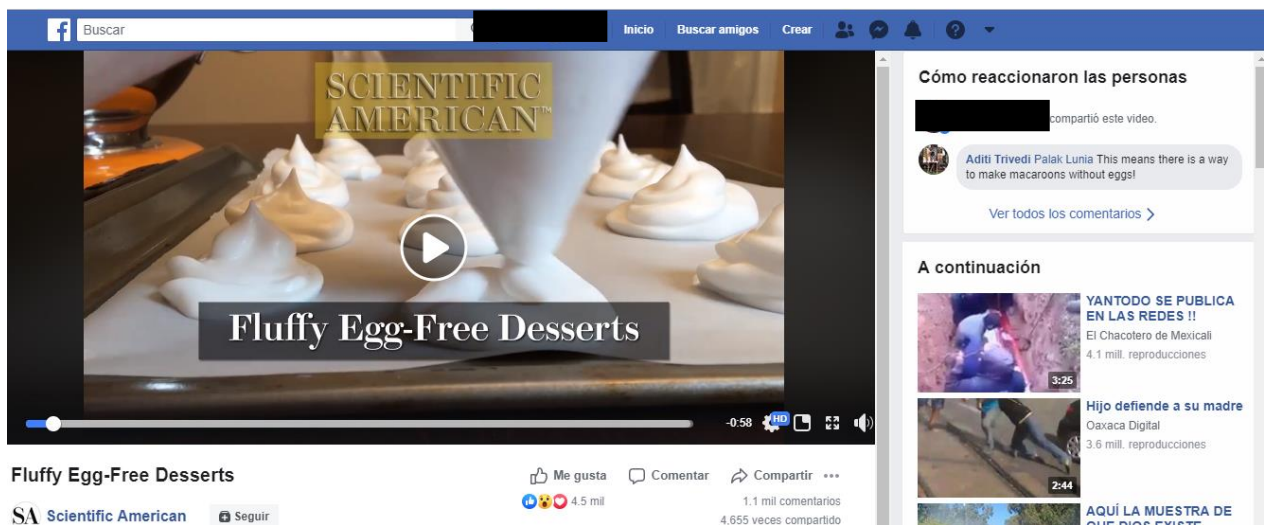 Buscar
Inicio Buscar amigos Crear
SCIENTIFIC
AMERICAN™
Fluffy Egg-Free Desserts
-0:58 HD
Fluffy Egg-Free Desserts
Me gusta Comentar Compartir
4.5 mil
1.1 mil comentarios
4,655 veces compartido
SA Scientific American Seguir
Cómo reaccionaron las personas
compartió este video.
Aditi Trivedi Palak Lunia This means there is a way
to make macaroons without eggs!
Ver todos los comentarios
A continuación
YANTODO SE PUBLICA
EN LAS REDES !!
El Chacotero de Mexicali
4.1 mill. reproducciones
3:25
Hijo defiende a su madre
Oaxaca Digital
3.6 mill. reproducciones
2:44
AQUÍ LA MUESTRA DE
QUE DIOS EXISTE